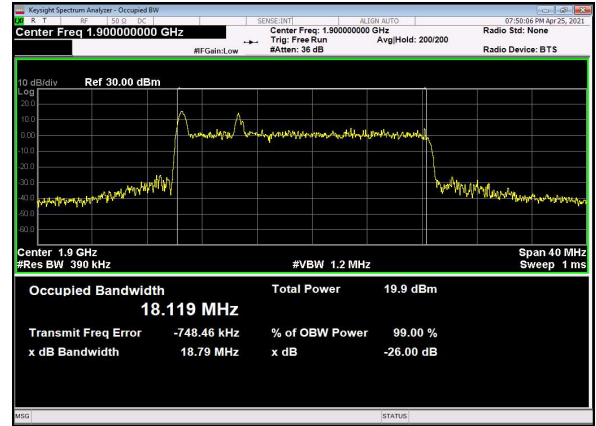 Keysight Spectrum Analyzer - Occupied BW
R T RF 50 Ω DC SENSE:INT ALIGN AUTO 07:50:06 PM Apr 25, 2021
Center Freq 1.900000000 GHz Center Freq: 1.900000000 GHz Radio Std: None
Trig: Free Run Avg|Hold: 200/200
#IFGain:Low #Atten: 36 dB Radio Device: BTS
10 dB/div Ref 30.00 dBm
Log
20.0
10.0
0.00
-10.0
-20.0
-30.0
-40.0
-50.0
-60.0
Center 1.9 GHz Span 40 MHz
#Res BW 390 kHz #VBW 1.2 MHz Sweep 1 ms
Occupied Bandwidth Total Power 19.9 dBm
18.119 MHz
Transmit Freq Error -748.46 kHz % of OBW Power 99.00 %
x dB Bandwidth 18.79 MHz x dB -26.00 dB
MSG STATUS